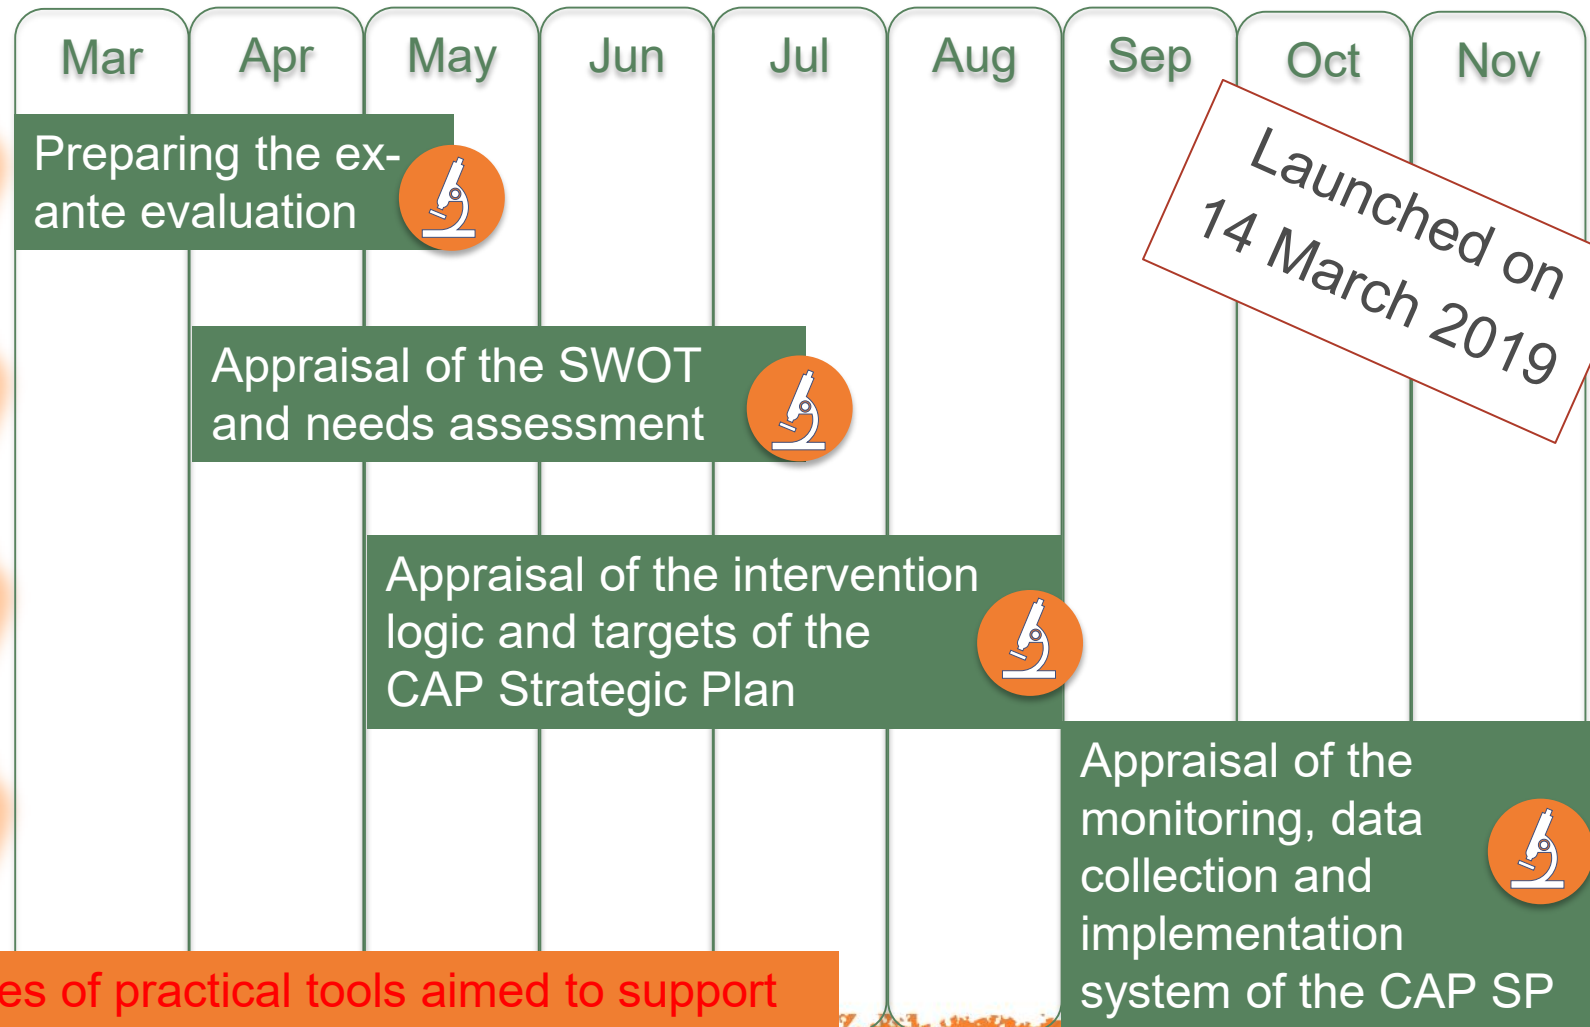 Mar Apr May Jun Jul Aug Sep Oct Nov
Preparing the ex-
ante evaluation
Launched on
14 March 2019
Appraisal of the SWOT
and needs assessment
Appraisal of the intervention
logic and targets of the
CAP Strategic Plan
Appraisal of the
monitoring, data
collection and
implementation
system of the CAP SP
es of practical tools aimed to support